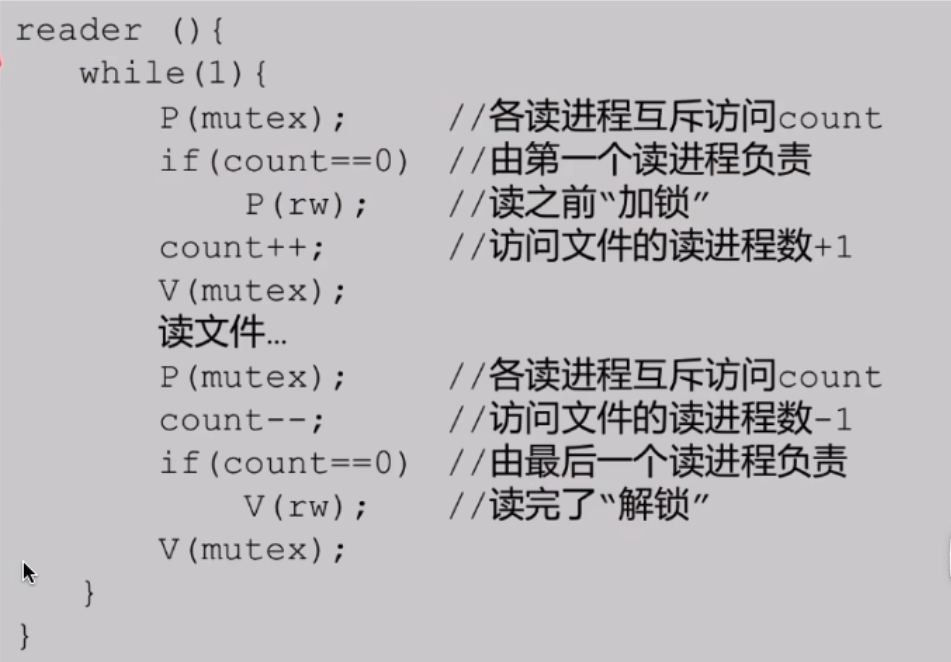 reader (){
while(1){
P(mutex); //各读进程互斥访问count
if(count==0) //由第一个读进程负责
P(rw); //读之前“加锁”
count++; //访问文件的读进程数+1
V(mutex);
读文件…
P(mutex); //各读进程互斥访问count
count--; //访问文件的读进程数-1
if(count==0) //由最后一个读进程负责
V(rw); //读完了“解锁”
V(mutex);
}
}